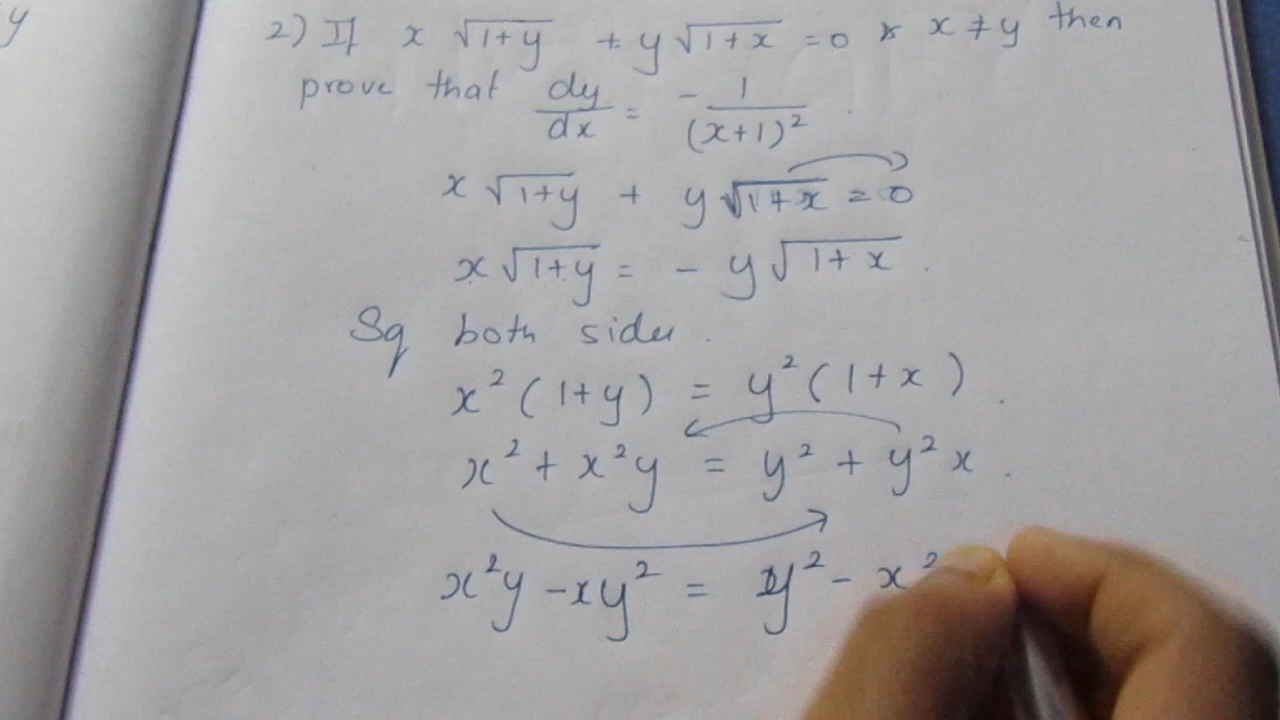 y
2) If x √1+y + y √1+x = 0 & x ≠ y then
prove that dy/dx = - 1/(x+1)²
x √1+y + y √1+x = 0
x √1+y = - y √1+x .
Sq both sides .
x² (1+y) = y² (1+x) .
x² + x²y = y² + y²x .
x²y - xy² = y² - x²